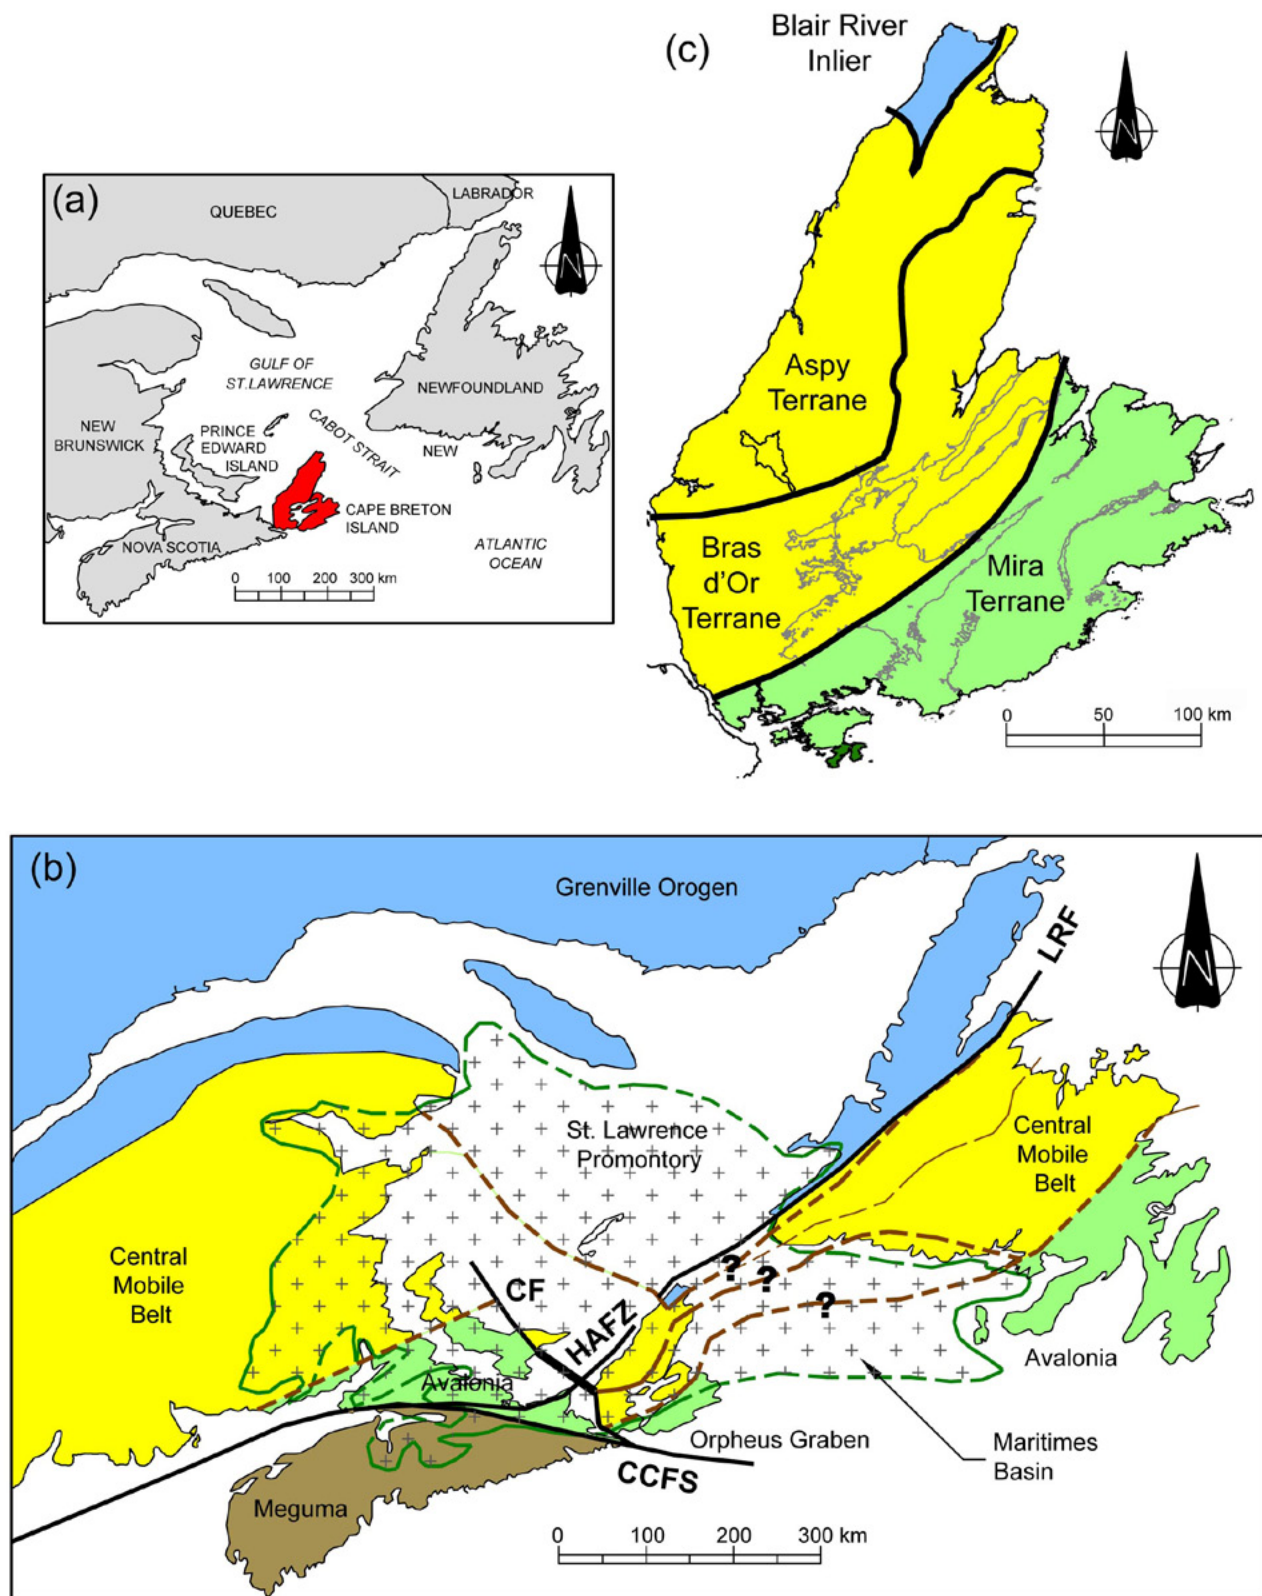 Blair River
Inlier
(c)
N
Aspy
Terrane
Bras
d'Or
Terrane
Mira
Terrane
0 50 100 km
(a)
QUEBEC
LABRADOR
N
GULF OF
ST.LAWRENCE
NEWFOUNDLAND
NEW
BRUNSWICK
PRINCE
EDWARD
ISLAND
CABOT STRAIT
NEW
CAPE BRETON
ISLAND
NOVA SCOTIA
ATLANTIC
OCEAN
0 100 200 300 km
(b)
Grenville Orogen
LRF
N
St. Lawrence
Promontory
Central
Mobile
Belt
Central
Mobile
Belt
? ? ?
CF
HAFZ
Avalonia
Avalonia
Orpheus Graben
Maritimes
Basin
CCFS
Meguma
0 100 200 300 km